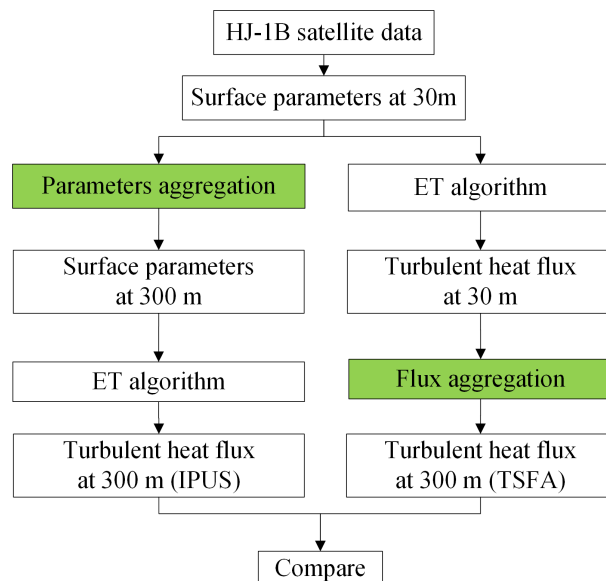 HJ-1B satellite data
Surface parameters at 30m
Parameters aggregation
ET algorithm
Surface parameters
at 300 m
Turbulent heat flux
at 30 m
ET algorithm
Flux aggregation
Turbulent heat flux
at 300 m (IPUS)
Turbulent heat flux
at 300 m (TSFA)
Compare